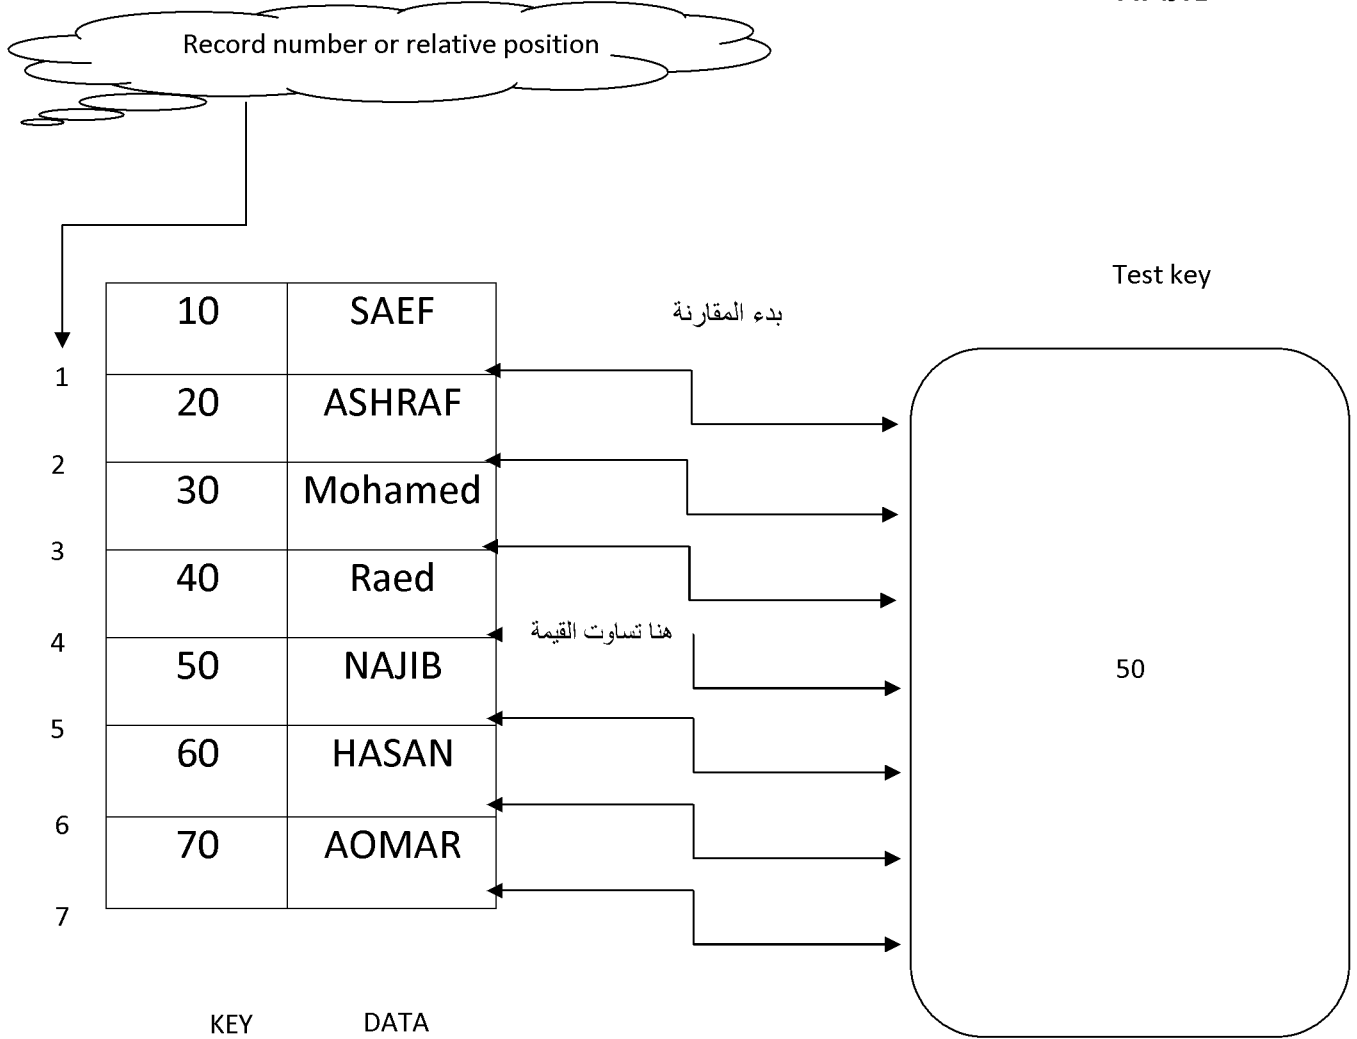 Record number or relative position
Test key
10 SAEF
بدء المقارنة
1
20 ASHRAF
2
30 Mohamed
3
40 Raed
هنا تساوت القيمة
4
50 NAJIB
50
5
60 HASAN
6
70 AOMAR
7
KEY DATA